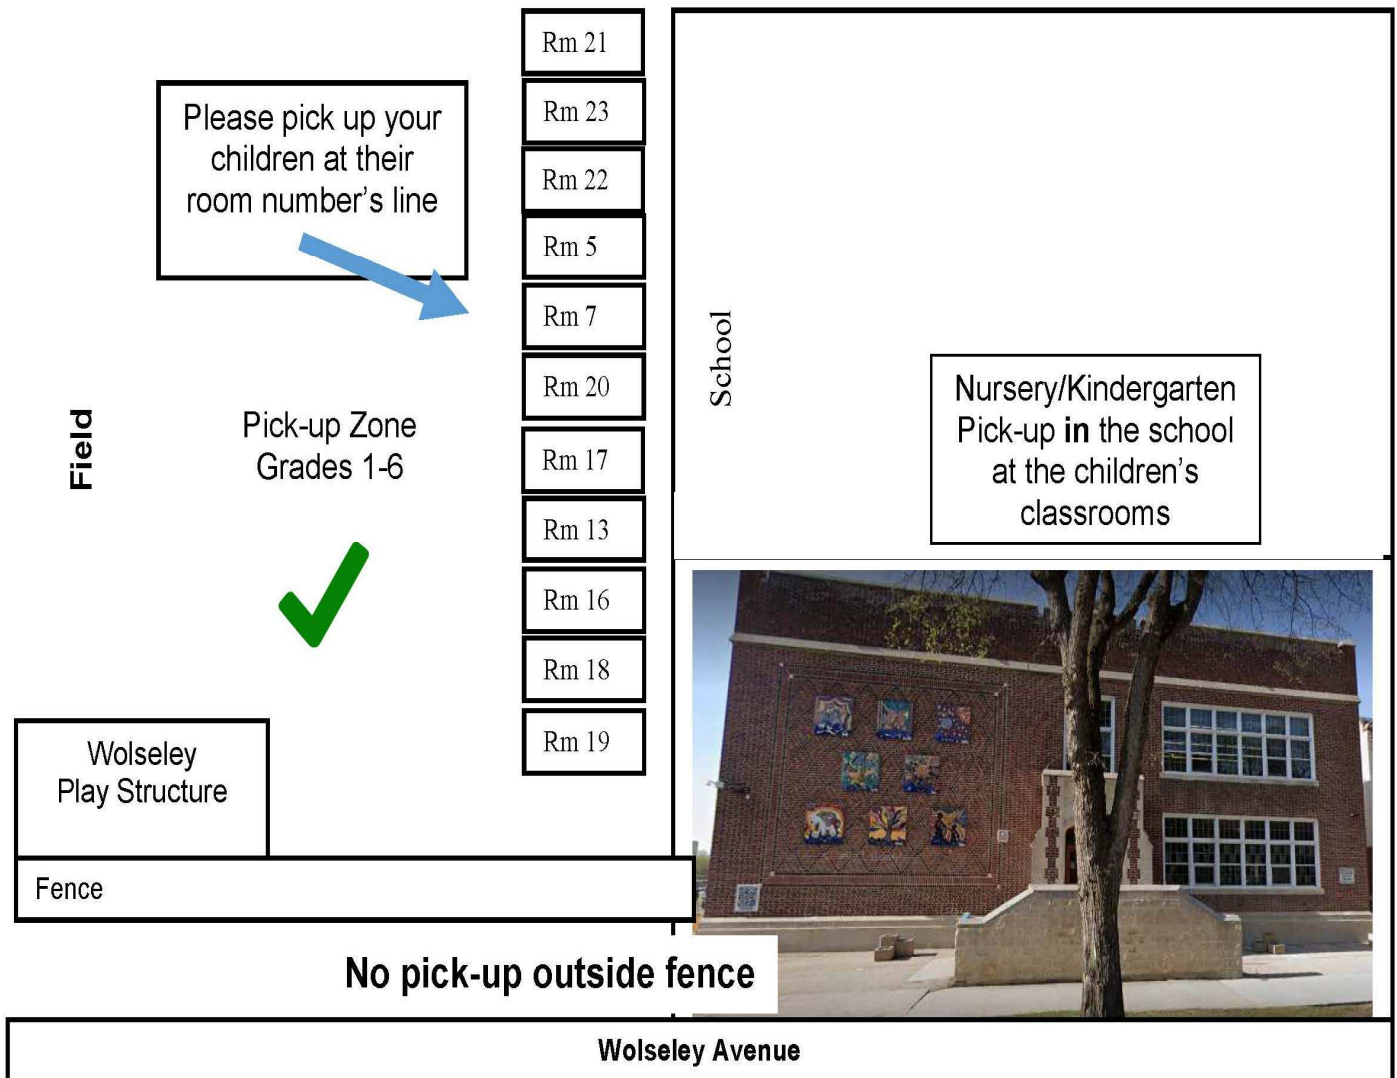 Rm 21
Please pick up your
children at their
room number's line
Rm 23
Rm 22
Rm 5
Rm 7
Rm 20
Rm 17
Rm 13
Rm 16
Rm 18
Rm 19
Field
Pick-up Zone
Grades 1-6
School
Nursery/Kindergarten
Pick-up in the school
at the children's
classrooms
Wolseley
Play Structure
Fence
No pick-up outside fence
Wolseley Avenue